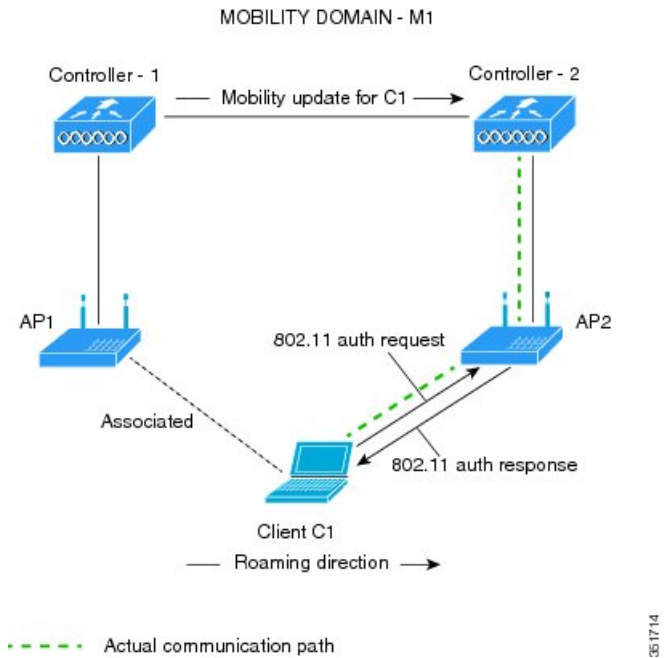 MOBILITY DOMAIN - M1
Controller - 1
Controller - 2
Mobility update for C1
AP1
AP2
802.11 auth request
Associated
802.11 auth response
Client C1
Roaming direction
Actual communication path
351714